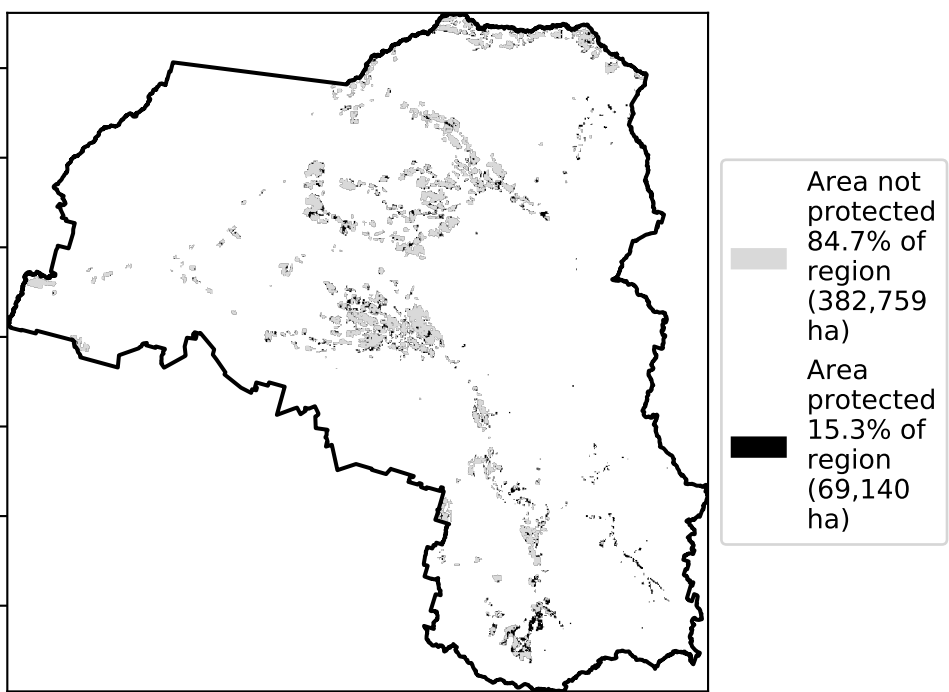 Area not
protected
84.7% of
region
(382,759
ha)
Area
protected
15.3% of
region
(69,140
ha)